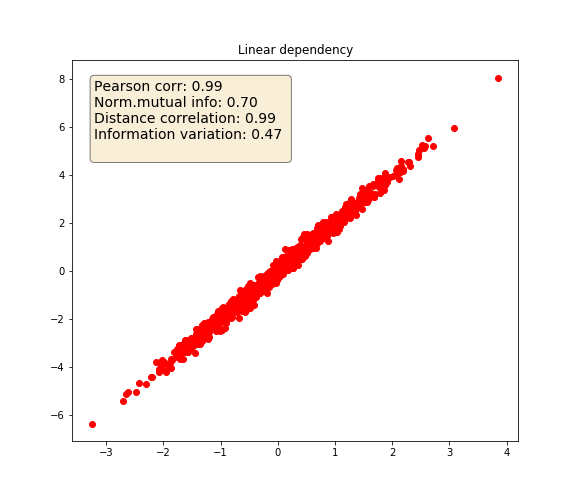 Linear dependency
Pearson corr: 0.99
Norm.mutual info: 0.70
Distance correlation: 0.99
Information variation: 0.47
8
6
4
2
0
−2
−4
−6
−3 −2 −1 0 1 2 3 4